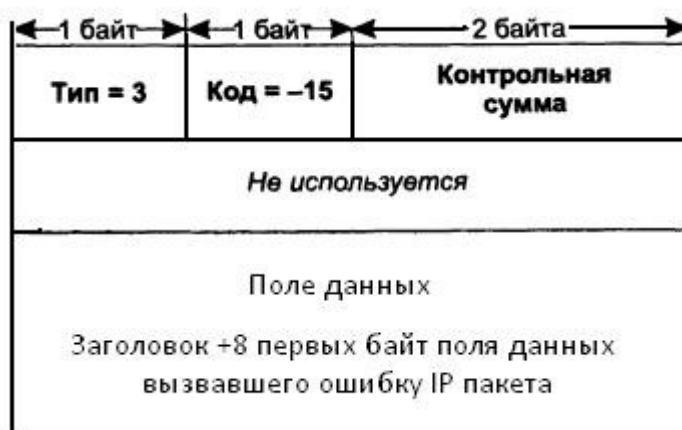 1 байт 1 байт 2 байта
Тип = 3 Код = –15 Контрольная
сумма
Не используется
Поле данных
Заголовок +8 первых байт поля данных
вызвавшего ошибку IP пакета